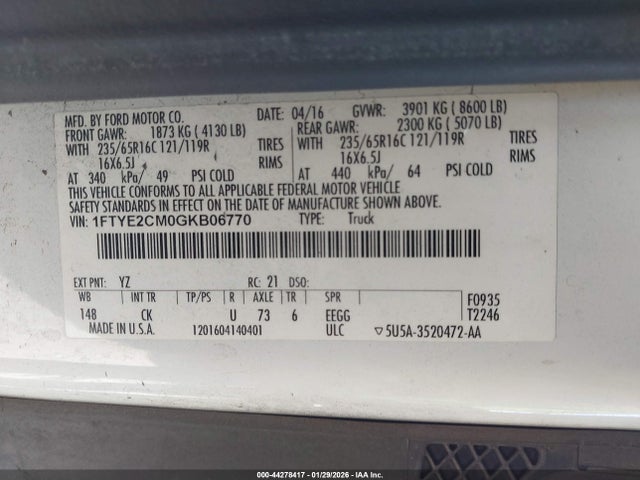 MFD. BY FORD MOTOR CO. 04/16 GVWR: 3901 KG ( 8600 LB)
FRONT GAWR: 1873 KG ( 4130 LB) REAR GAWR: 2300 KG ( 5070 LB)
WITH 235/65R16C 121/119R TIRES WITH 235/65R16C 121/119R TIRES
16X6.5J RIMS 16X6.5J RIMS
AT 340 kPa/ 49 PSI COLD AT 440 kPa/ 64 PSI COLD
THIS VEHICLE CONFORMS TO ALL APPLICABLE FEDERAL MOTOR VEHICLE
SAFETY STANDARDS IN EFFECT ON THE DATE OF MANUFACTURE SHOWN ABOVE.
VIN: 1FTYE2CM0GKB06770 TYPE: Truck
EXT PNT: YZ RC: 21 DSO:
WB INT TR TP/PS R AXLE TR SPR F0935
148 CK U 73 6 EEGG T2246
MADE IN U.S.A. 1201604140401 ULC ▽5U5A-3520472-AA
000-44278417 - 01/29/2026 - IAA Inc.